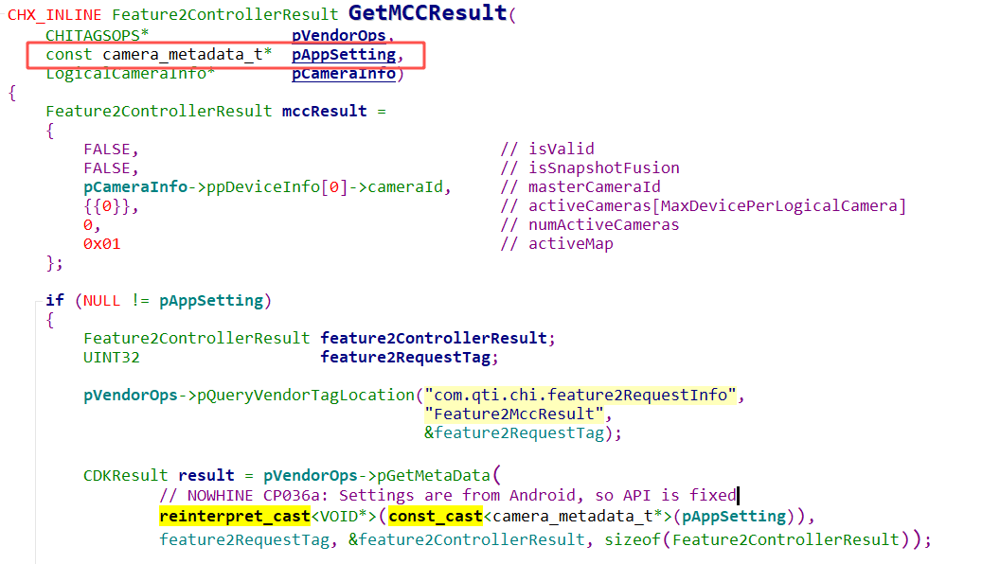 CHX_INLINE Feature2ControllerResult GetMCCResult(
    CHITAGSOPS*               pVendorOps,
    const camera_metadata_t*  pAppSetting,
    LogicalCameraInfo*        pCameraInfo)
{
    Feature2ControllerResult mccResult =
    {
        FALSE,                                      // isValid
        FALSE,                                      // isSnapshotFusion
        pCameraInfo->ppDeviceInfo[0]->cameraId,     // masterCameraId
        {{0}},                                      // activeCameras[MaxDevicePerLogicalCamera]
        0,                                          // numActiveCameras
        0x01                                        // activeMap
    };
    if (NULL != pAppSetting)
    {
        Feature2ControllerResult feature2ControllerResult;
        UINT32                   feature2RequestTag;
        pVendorOps->pQueryVendorTagLocation("com.qti.chi.feature2RequestInfo",
                                            "Feature2MccResult",
                                            &feature2RequestTag);
        CDKResult result = pVendorOps->pGetMetaData(
                // NOWHINE CP036a: Settings are from Android, so API is fixed
                reinterpret_cast<VOID*>(const_cast<camera_metadata_t*>(pAppSetting)),
                feature2RequestTag, &feature2ControllerResult, sizeof(Feature2ControllerResult));